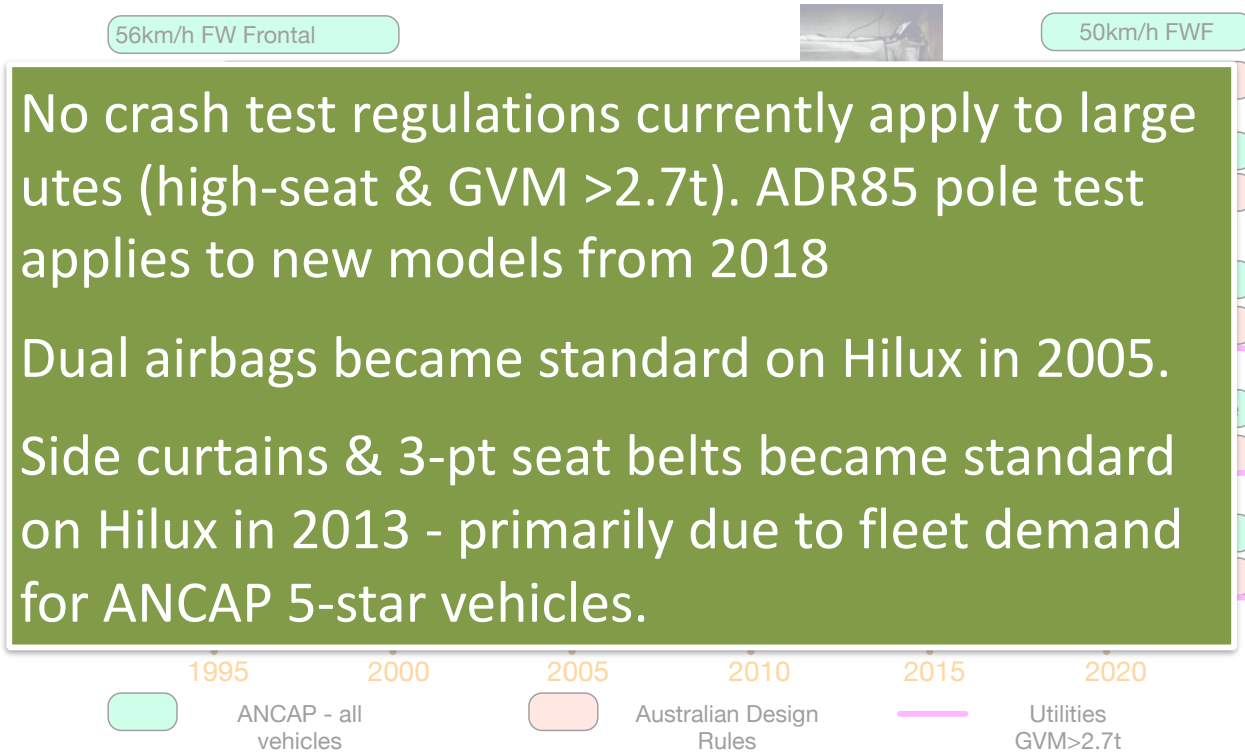 56km/h FW Frontal
50km/h FWF
No crash test regulations currently apply to large
utes (high-seat & GVM >2.7t). ADR85 pole test
applies to new models from 2018
Dual airbags became standard on Hilux in 2005.
Side curtains & 3-pt seat belts became standard
on Hilux in 2013 - primarily due to fleet demand
for ANCAP 5-star vehicles.
1995 2000 2005 2010 2015 2020
ANCAP - all
vehicles
Australian Design
Rules
Utilities
GVM>2.7t